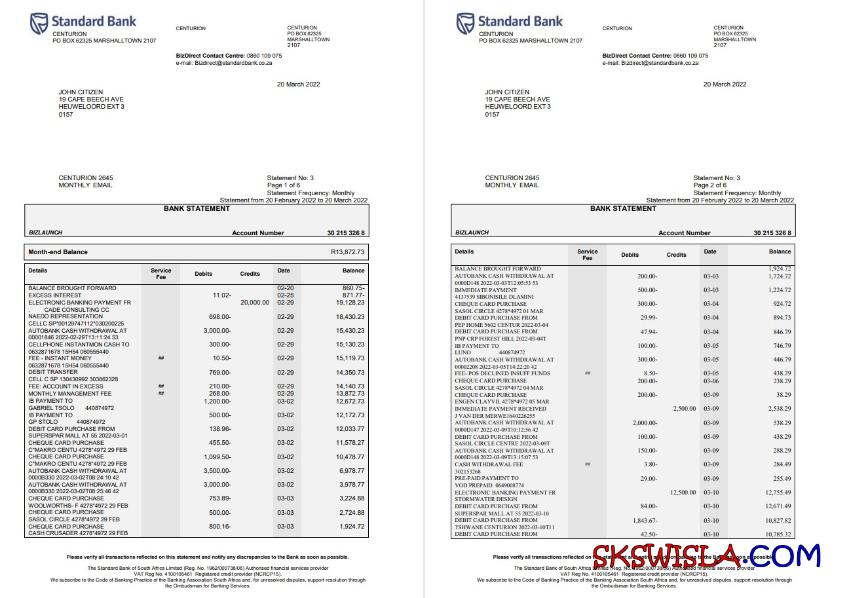 Standard Bank
CENTURION
PO BOX 62325 MARSHALLTOWN 2107
CENTURION
CENTURION
PO BOX 62325
MARSHALLTOWN
2107
BizDirect Contact Centre: 0860 109 075
e-mail: Bizdirect@standardbank.co.za
20 March 2022
JOHN CITIZEN
19 CAPE BEECH AVE
HEUWELOORD EXT 3
0157
CENTURION 2645
MONTHLY EMAIL
Statement No: 3
Page 1 of 6
Statement Frequency: Monthly
Statement from 20 February 2022 to 20 March 2022
BANK STATEMENT
BIZLAUNCH Account Number 30 215 326 8
Month-end Balance R13,872.73
Details Service Fee Debits Credits Date Balance
BALANCE BROUGHT FORWARD 02-20 860.75-
EXCESS INTEREST 11.02- 02-25 871.77-
ELECTRONIC BANKING PAYMENT FR 20,000.00 02-29 19,128.23
CAEDO CONSULTING CC
NAEDO REPRESENTATION 698.00- 02-29 18,430.23
CELLC SP*00129747112*030200225
AUTOBANK CASH WITHDRAWAL AT 3,000.00- 02-29 15,430.23
00001846 2022-02-29T13:11:24 53
CELLPHONE INSTANTMON CASH TO 300.00- 02-29 15,130.23
0632871678 15H54 060555440
FEE - INSTANT MONEY ## 10.50- 02-29 15,119.73
0632871678 15H54 060555440
DEBIT TRANSFER 769.00- 02-29 14,350.73
CELL C SP 130430992 303862328
FEE: ACCOUNT IN EXCESS ## 210.00- 02-29 14,140.73
MONTHLY MANAGEMENT FEE ## 268.00- 02-29 13,872.73
IB PAYMENT TO 1,200.00- 03-02 12,672.73
GABRIEL TSOLO 440874972
IB PAYMENT TO 500.00- 03-02 12,172.73
GP STOLO 440874972
DEBIT CARD PURCHASE FROM 138.96- 03-02 12,033.77
SUPERSPAR MALL AT 55 2022-03-01
CHEQUE CARD PURCHASE 455.50- 03-02 11,578.27
C*MAKRO CENTU 4278*4972 29 FEB
CHEQUE CARD PURCHASE 1,099.50- 03-02 10,478.77
C*MAKRO CENTU 4278*4972 29 FEB
AUTOBANK CASH WITHDRAWAL AT 3,500.00- 03-02 6,978.77
0000B330 2022-03-02T08:24:10 42
AUTOBANK CASH WITHDRAWAL AT 3,000.00- 03-02 3,978.77
0000B330 2022-03-02T08:25:46 42
CHEQUE CARD PURCHASE 753.89- 03-03 3,224.88
WOOLWORTHS- F 4278*4972 29 FEB
CHEQUE CARD PURCHASE 500.00- 03-03 2,724.88
SASOL CIRCLE 4278*4972 29 FEB
CHEQUE CARD PURCHASE 800.16- 03-03 1,924.72
CASH CRUSADER 4278*4972 29 FEB
Please verify all transactions reflected on this statement and notify any discrepancies to the Bank as soon as possible.
The Standard Bank of South Africa Limited (Reg. No. 1962/000738/06) Authorised financial services provider
VAT Reg No. 4100105461 Registered credit provider (NCRCP15).
We subscribe to the Code of Banking Practice of the Banking Association South Africa and, for unresolved disputes, support resolution through
the Ombudsman for Banking Services.
Standard Bank
CENTURION
PO BOX 62325 MARSHALLTOWN 2107
CENTURION
CENTURION
PO BOX 62325
MARSHALLTOWN
2107
BizDirect Contact Centre: 0860 109 075
e-mail: Bizdirect@standardbank.co.za
20 March 2022
JOHN CITIZEN
19 CAPE BEECH AVE
HEUWELOORD EXT 3
0157
CENTURION 2645
MONTHLY EMAIL
Statement No: 3
Page 2 of 6
Statement Frequency: Monthly
Statement from 20 February 2022 to 20 March 2022
BANK STATEMENT
BIZLAUNCH Account Number 30 215 326 8
Details Service Fee Debits Credits Date Balance
BALANCE BROUGHT FORWARD 1,924.72
AUTOBANK CASH WITHDRAWAL AT 200.00- 03-03 1,724.72
0000D148 2022-03-03T12:05:53 53
IMMEDIATE PAYMENT 500.00- 03-03 1,224.72
4137539 SIBONISILE DLAMINI
CHEQUE CARD PURCHASE 300.00- 03-04 924.72
SASOL CIRCLE 4278*4972 01 MAR
DEBIT CARD PURCHASE FROM 29.99- 03-04 894.73
PEP HOME 5602 CENTUR 2022-03-04
DEBIT CARD PURCHASE FROM 47.94- 03-04 846.79
PNP CRP FOREST HILL 2022-03-04
IB PAYMENT TO 100.00- 03-05 746.79
LUNO 440874972
AUTOBANK CASH WITHDRAWAL AT 300.00- 03-05 446.79
00002208 2022-03-05T14:22:20 42
FEE- POS DECLINED INSUFF FUNDS ## 8.50- 03-05 438.29
CHEQUE CARD PURCHASE 200.00- 03-06 238.29
SASOL CIRCLE 4278*4972 04 MAR
CHEQUE CARD PURCHASE 200.00- 03-09 38.29
ENGEN CLAYVIL 4278*4972 05 MAR
IMMEDIATE PAYMENT RECEIVED 2,500.00 03-09 2,538.29
J VAN DER MERWE1640226255
AUTOBANK CASH WITHDRAWAL AT 2,000.00- 03-09 538.29
0000D147 2022-03-09T10:12:56 42
DEBIT CARD PURCHASE FROM 100.00- 03-09 438.29
SASOL CIRCLE CENTRE 2022-03-09T
AUTOBANK CASH WITHDRAWAL AT 150.00- 03-09 288.29
0000D148 2022-03-09T13:15:07 53
CASH WITHDRAWAL FEE ## 3.80- 03-09 284.49
302153268
PRE-PAID PAYMENT TO 29.00- 03-09 255.49
VOD PREPAID 0649008774
ELECTRONIC BANKING PAYMENT FR 12,500.00 03-10 12,755.49
STORMWATER DESIGN
DEBIT CARD PURCHASE FROM 84.00- 03-10 12,671.49
SUPERSPAR MALL AT 55 2022-03-10
DEBIT CARD PURCHASE FROM 1,843.67- 03-10 10,827.82
TSHWANE CENTURION 2022-03-10T11
DEBIT CARD PURCHASE FROM 42.50- 03-10 10,785.32
Please verify all transactions reflected on to the Bank as soon as possible.
The Standard Bank of South Africa Limited (Reg. No. services provider
VAT Reg No. 4100105461 Registered credit provider (NCRCP15).
We subscribe to the Code of Banking Practice of the Banking Association South Africa and, for unresolved disputes, support resolution through
the Ombudsman for Banking Services.
SKSWISLA.COM